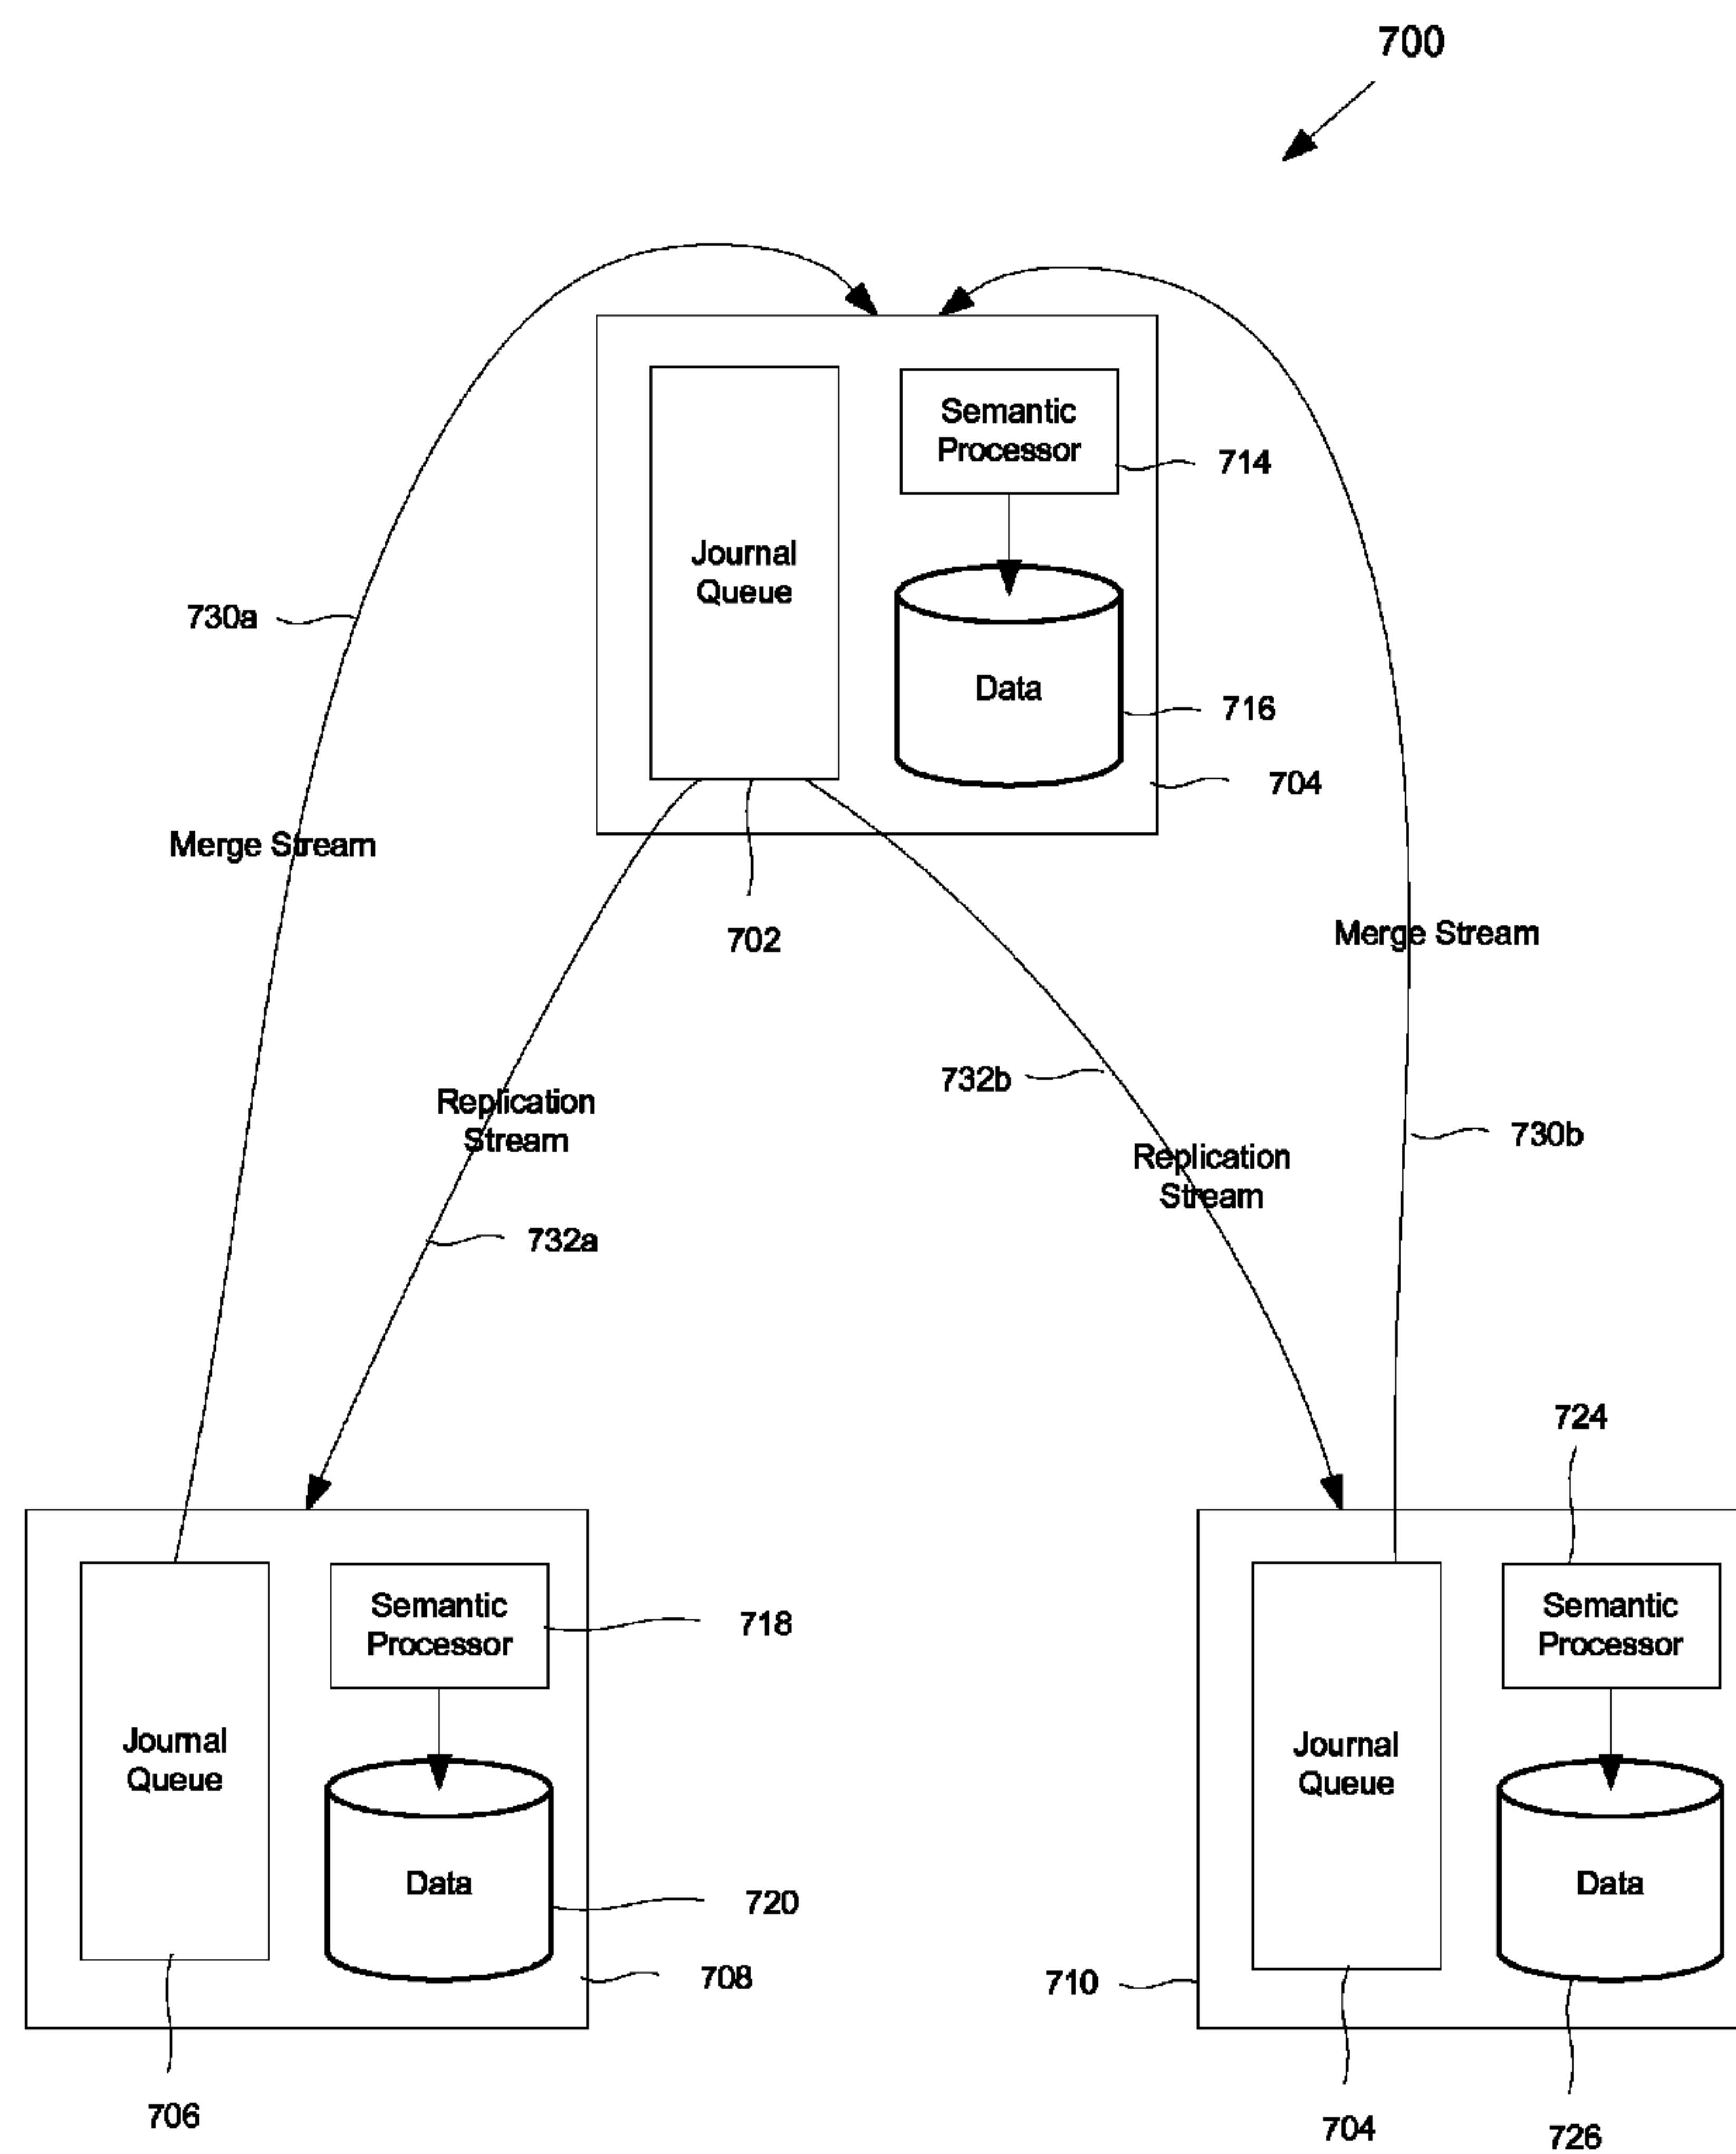 700
Semantic
Processor
714
Journal
Queue
730a
Data
716
704
Merge Stream
702
Merge Stream
732b
Replication
Stream
730b
Replication
Stream
732a
724
Semantic
Processor
718
Semantic
Processor
Journal
Queue
Journal
Queue
Data
720
Data
708
710
706
704
726